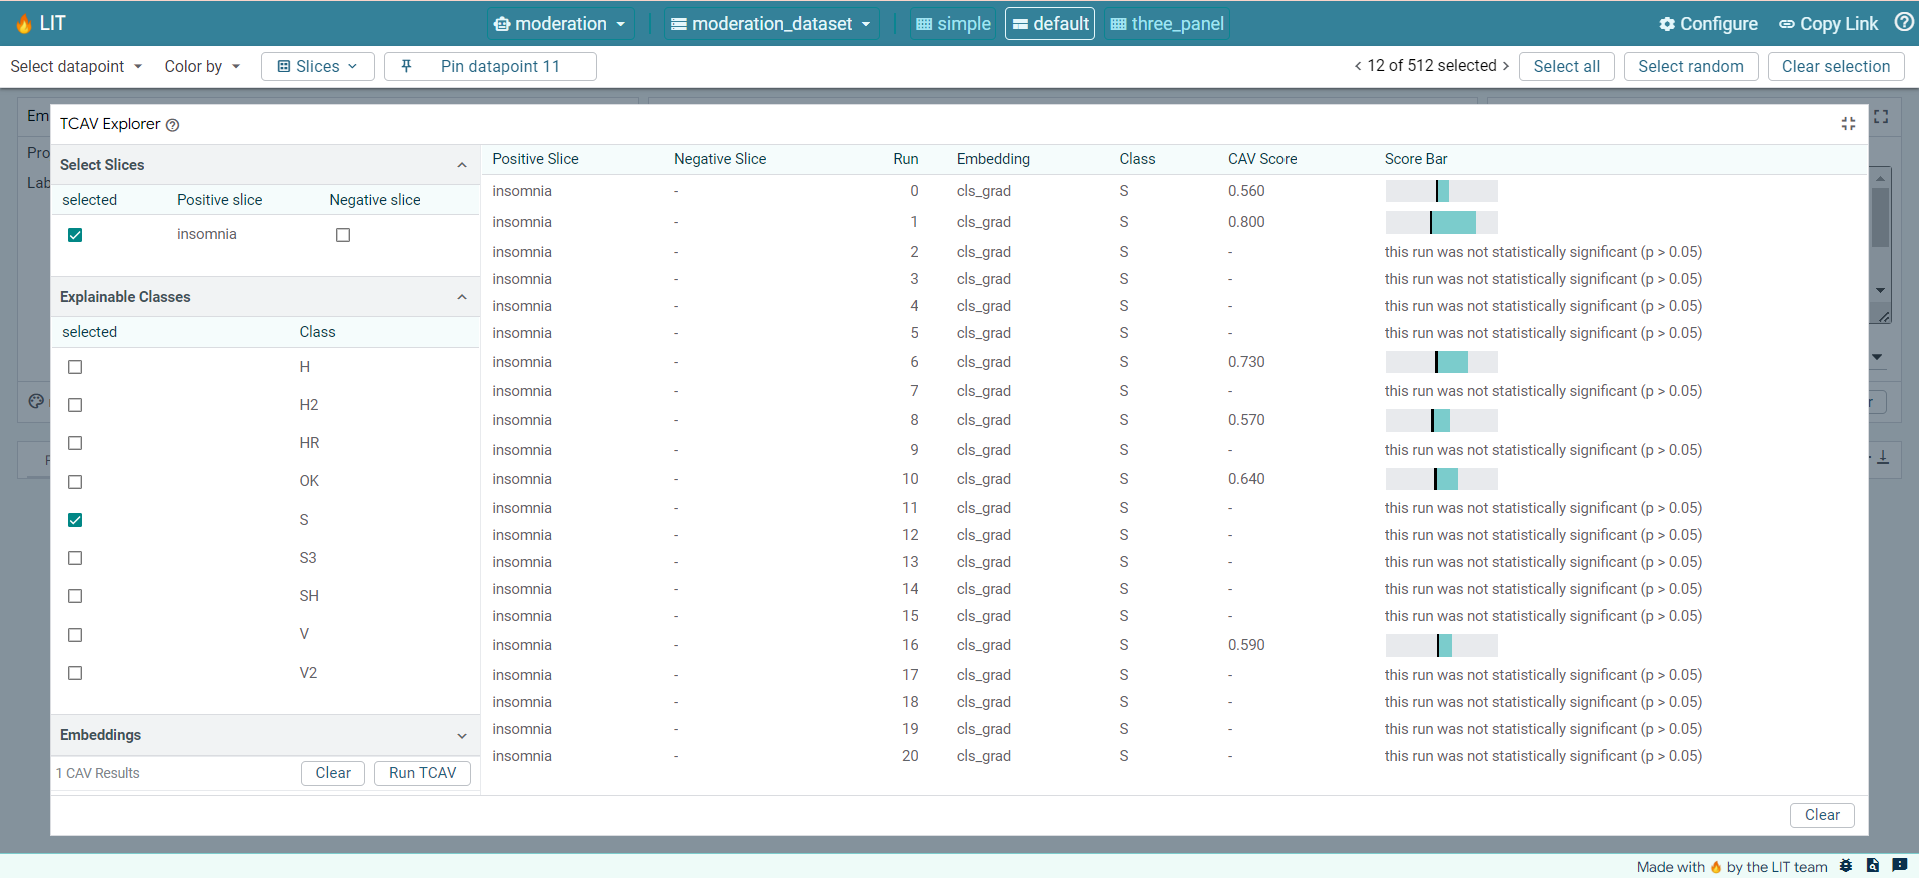 LIT moderation moderation_dataset simple default three_panel Configure Copy Link
Select datapoint Color by Slices Pin datapoint 11 < 12 of 512 selected > Select all Select random Clear selection
Em
Pro
Lab
TCAV Explorer
Select Slices
selected Positive slice Negative slice
insomnia
Explainable Classes
selected Class
H
H2
HR
OK
S
S3
SH
V
V2
Embeddings
1 CAV Results Clear Run TCAV
Positive Slice Negative Slice Run Embedding Class CAV Score Score Bar
insomnia - 0 cls_grad S 0.560
insomnia - 1 cls_grad S 0.800
insomnia - 2 cls_grad S - this run was not statistically significant (p > 0.05)
insomnia - 3 cls_grad S - this run was not statistically significant (p > 0.05)
insomnia - 4 cls_grad S - this run was not statistically significant (p > 0.05)
insomnia - 5 cls_grad S - this run was not statistically significant (p > 0.05)
insomnia - 6 cls_grad S 0.730
insomnia - 7 cls_grad S - this run was not statistically significant (p > 0.05)
insomnia - 8 cls_grad S 0.570
insomnia - 9 cls_grad S - this run was not statistically significant (p > 0.05)
insomnia - 10 cls_grad S 0.640
insomnia - 11 cls_grad S - this run was not statistically significant (p > 0.05)
insomnia - 12 cls_grad S - this run was not statistically significant (p > 0.05)
insomnia - 13 cls_grad S - this run was not statistically significant (p > 0.05)
insomnia - 14 cls_grad S - this run was not statistically significant (p > 0.05)
insomnia - 15 cls_grad S - this run was not statistically significant (p > 0.05)
insomnia - 16 cls_grad S 0.590
insomnia - 17 cls_grad S - this run was not statistically significant (p > 0.05)
insomnia - 18 cls_grad S - this run was not statistically significant (p > 0.05)
insomnia - 19 cls_grad S - this run was not statistically significant (p > 0.05)
insomnia - 20 cls_grad S - this run was not statistically significant (p > 0.05)
Clear
Made with 🔥 by the LIT team